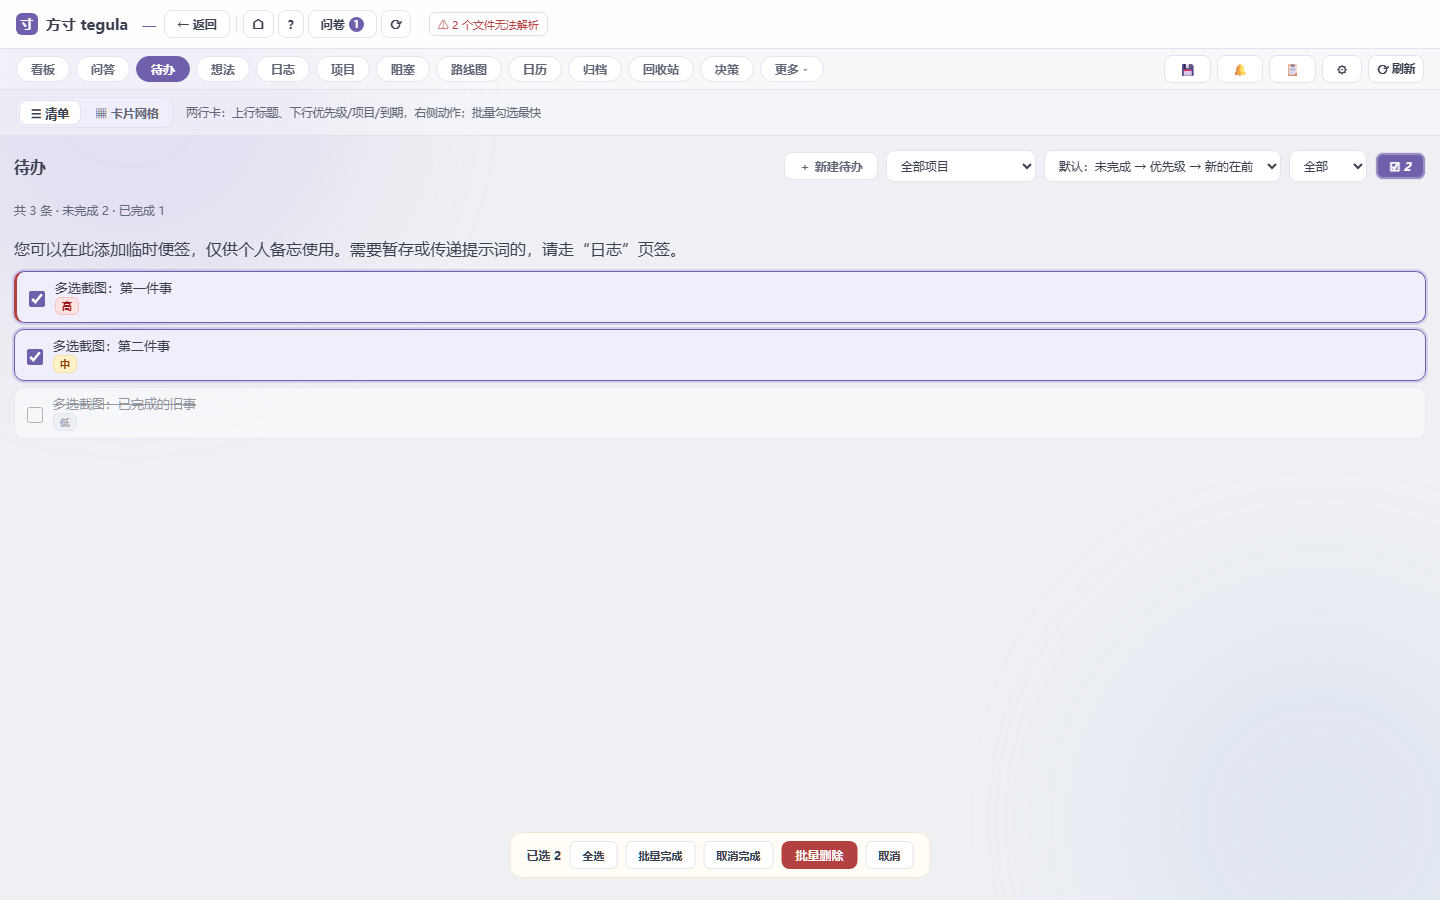 寸 方寸 tegula — ← 返回 ? 问卷 1 ⟳ ⚠ 2 个文件无法解析
看板 问答 待办 想法 日志 项目 阻塞 路线图 日历 归档 回收站 决策 更多 ⟳ 刷新
☰ 清单 卡片网格 两行卡：上行标题、下行优先级/项目/到期，右侧动作；批量勾选最快
待办 + 新建待办 全部项目 默认：未完成 → 优先级 → 新的在前 全部 ☑ 2
共 3 条 · 未完成 2 · 已完成 1
您可以在此添加临时便签，仅供个人备忘使用。需要暂存或传递提示词的，请走“日志”页签。
多选截图：第一件事
高
多选截图：第二件事
中
多选截图：已完成的旧事
低
已选 2 全选 批量完成 取消完成 批量删除 取消